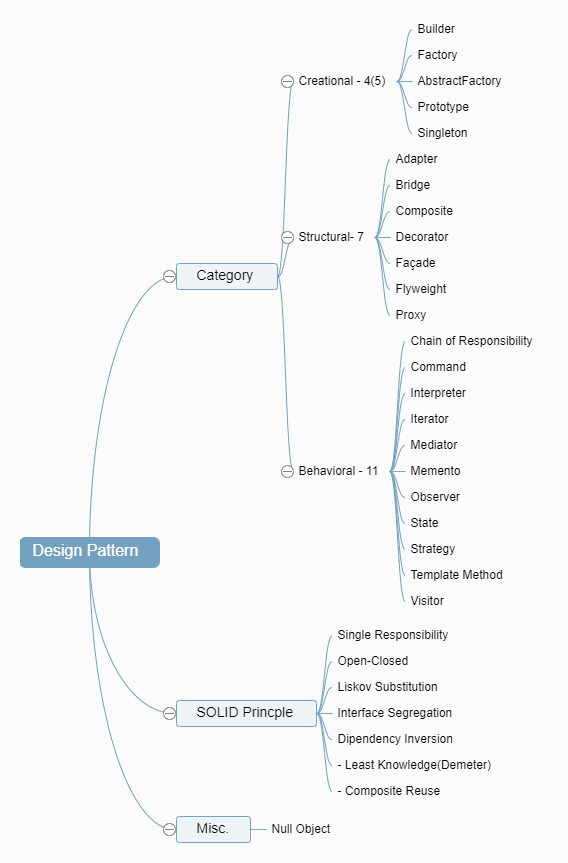 Design Pattern
Category
Creational - 4(5)
Builder
Factory
AbstractFactory
Prototype
Singleton
Structural- 7
Adapter
Bridge
Composite
Decorator
Façade
Flyweight
Proxy
Behavioral - 11
Chain of Responsibility
Command
Interpreter
Iterator
Mediator
Memento
Observer
State
Strategy
Template Method
Visitor
SOLID Princple
Single Responsibility
Open-Closed
Liskov Substitution
Interface Segregation
Dipendency Inversion
- Least Knowledge(Demeter)
- Composite Reuse
Misc.
Null Object